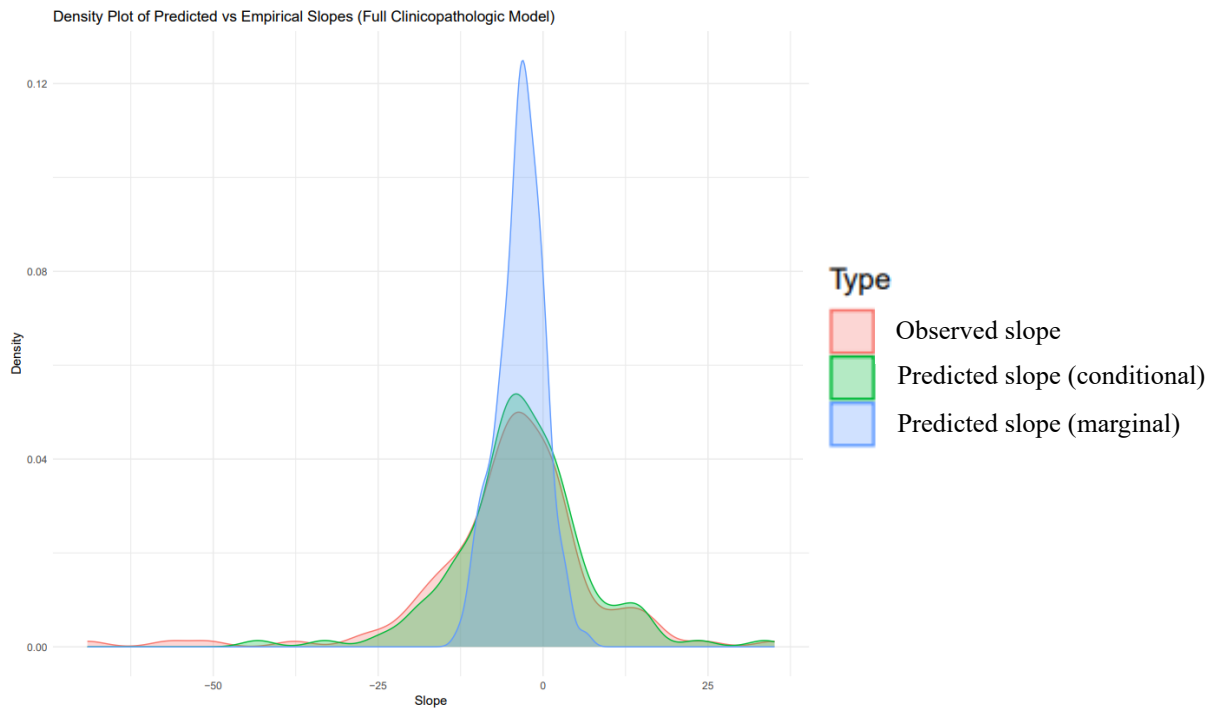 Density Plot of Predicted vs Empirical Slopes (Full Clinicopathologic Model)
0.12
0.08
0.04
0.00
Density
−50
−25
0
25
Slope
Type
Observed slope
Predicted slope (conditional)
Predicted slope (marginal)